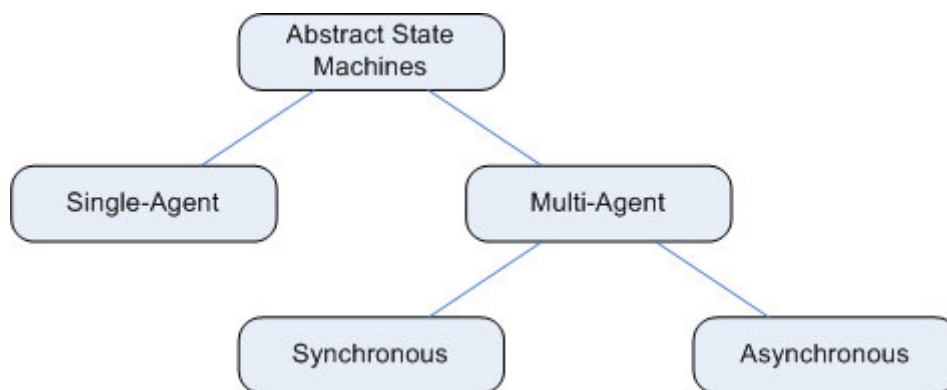 Abstract State
Machines
Single-Agent
Multi-Agent
Synchronous
Asynchronous